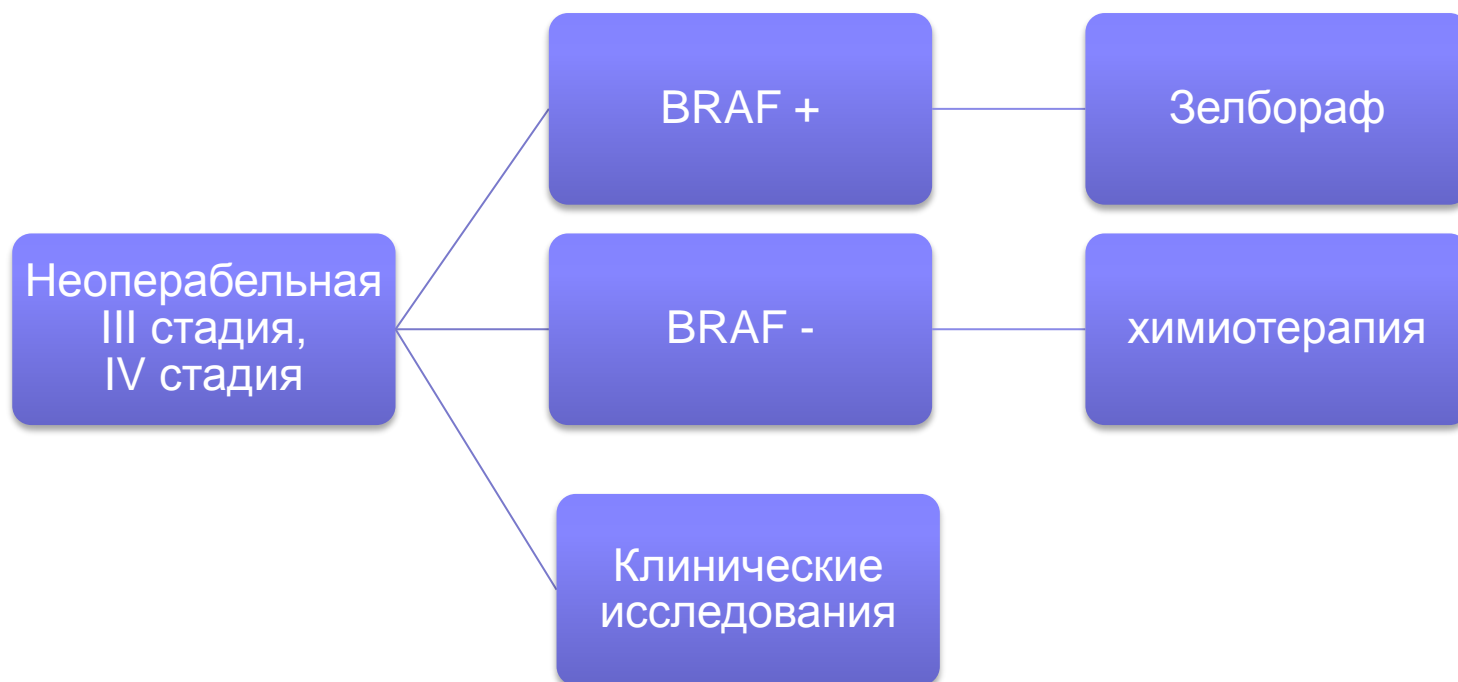 BRAF +
Зелбораф
Неоперабельная
III стадия,
IV стадия
BRAF -
химиотерапия
Клинические
исследования